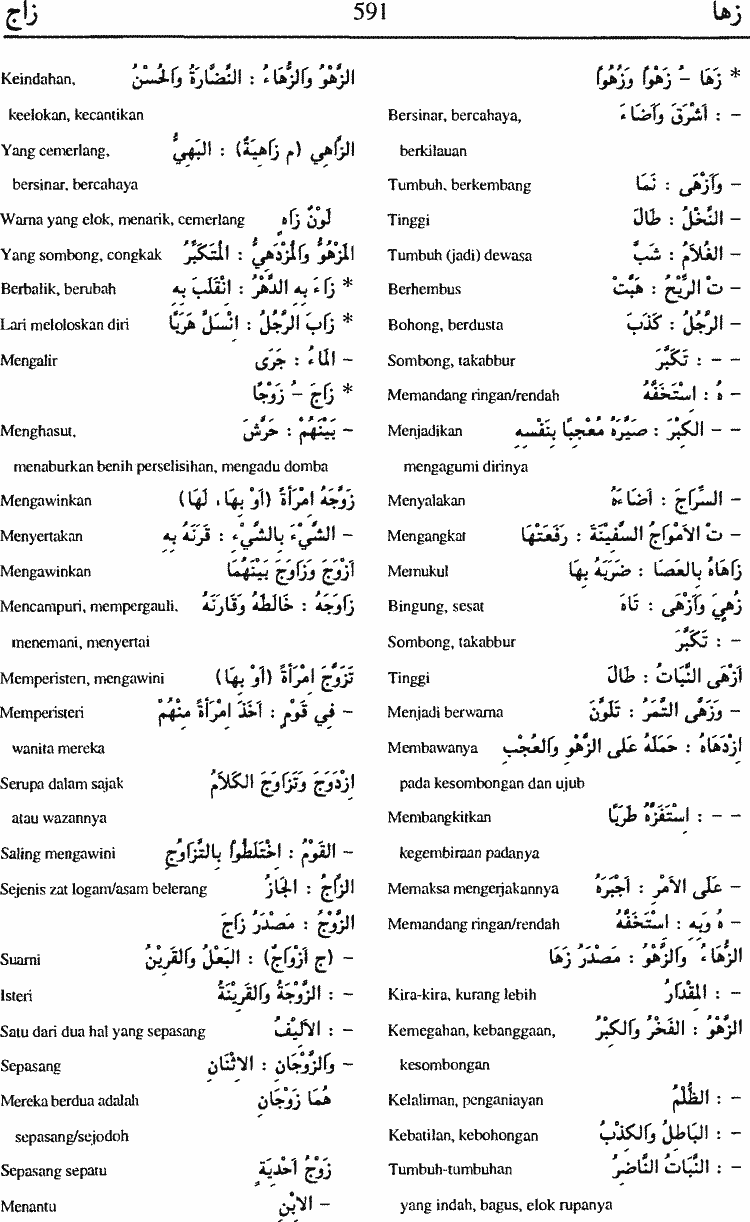 زها 591 زاج
* زَهَا - ُ زَهْوًا وَزُهُوًّا
- : أَشْرَقَ وَأَضَاءَ Bersinar, bercahaya,
berkilauan
- وَأَزْهَى : نَمَا Tumbuh, berkembang
- النَّخْلُ : طَالَ Tinggi
- الغُلاَمُ : شَبَّ Tumbuh (jadi) dewasa
- تْ الرِّيْحُ : هَبَّتْ Berhembus
- الرَّجُلُ : كَذَبَ Bohong, berdusta
- - : تَكَبَّرَ Sombong, takabbur
- هُ : اسْتَخَفَّهُ Memandang ringan/rendah
- - الكِبْرُ : صَيَّرَهُ مُعْجَبًا بِنَفْسِهِ Menjadikan
mengagumi dirinya
- السِّرَاجَ : أَضَاءَهُ Menyalakan
- تْ الأَمْوَاجُ السَّفِيْنَةَ : رَفَعَتْهَا Mengangkat
زَاهَاهُ بِالْعَصَا : ضَرَبَهُ بِهَا Memukul
زُهِيَ وَأَزْهَى : تَاهَ Bingung, sesat
- : تَكَبَّرَ Sombong, takabbur
أَزْهَى النَّبَاتُ : طَالَ Tinggi
- وَزَهَّى التَّمَرُ : تَلَوَّنَ Menjadi berwarna
ازْدَهَاهُ : حَمَلَهُ عَلَى الزَّهْوِ وَالعُجْبِ Membawanya
pada kesombongan dan ujub
- - : اسْتَفَزَّهُ طَرَبًا Membangkitkan
kegembiraan padanya
- عَلَى الأَمْرِ : أَجْبَرَهُ Memaksa mengerjakannya
- هُ وَبِهِ : اسْتَخَفَّهُ Memandang ringan/rendah
الزُّهَاءُ وَالزَّهْوُ : مَصْدَرُ زَهَا
- : المِقْدَارُ Kira-kira, kurang lebih
الزَّهْوُ : الفَخْرُ وَالكِبْرُ Kemegahan, kebanggaan,
kesombongan
- : الظُّلْمُ Kelaliman, penganiayan
- : البَاطِلُ وَالكَذْبُ Kebatilan, kebohongan
- : النَّبَاتُ النَّاضِرُ Tumbuh-tumbuhan
yang indah, bagus, elok rupanya
الزَّهْوُ وَالزُّهَاءُ : النَّضَارَةُ وَالحُسْنُ Keindahan,
keelokan, kecantikan
الزَّاهِي (م زَاهِيَةٌ) : البَهِيُّ Yang cemerlang,
bersinar, bercahaya
لَوْنٌ زَاهٍ Warna yang elok, menarik, cemerlang
المَزْهُوُّ وَالمُزْدَهِيُّ : المُتَكَبِّرُ Yang sombong, congkak
* زَاءَ بِهِ الدَّهْرُ : انْقَلَبَ بِهِ Berbalik, berubah
* زَابَ الرَّجُلُ : انْسَلَّ هَرَبًا Lari meloloskan diri
- المَاءُ : جَرَى Mengalir
* زَاجَ - ُ زَوْجًا
- بَيْنَهُمْ : حَرَّشَ Menghasut,
menaburkan benih perselisihan, mengadu domba
زَوَّجَهُ امْرَأَةً (أَوْ بِهَا، لَهَا) Mengawinkan
- الشَّيْءَ بِالشَّيْءِ : قَرَنَهُ بِهِ Menyertakan
أَزْوَجَ وَزَاوَجَ بَيْنَهُمَا Mengawinkan
زَاوَجَهُ : خَالَطَهُ وَقَارَنَهُ Mencampuri, mempergauli,
menemani, menyertai
تَزَوَّجَ امْرَأَةً (أَوْ بِهَا) Memperisteri, mengawini
- فِي قَوْمٍ : أَخَذَ امْرَأَةً مِنْهُمْ Memperisteri
wanita mereka
ازْدَوَجَ وَتَزَاوَجَ الكَلاَمُ Serupa dalam sajak
atau wazannya
- القَوْمُ : اخْتَلَطُوا بِالتَّزَاوُجِ Saling mengawini
الزَّاجُ : الجَازُ Sejenis zat logam/asam belerang
الزَّوْجُ : مَصْدَرُ زَاجَ
- (ج أَزْوَاجٌ) : البَعْلُ وَالقَرِيْنُ Suami
- : الزَّوْجَةُ وَالقَرِيْنَةُ Isteri
- : الأَلِيْفُ Satu dari dua hal yang sepasang
- وَالزَّوْجَانِ : الاثْنَانِ Sepasang
هُمَا زَوْجَانِ Mereka berdua adalah
sepasang/sejodoh
زَوْجُ أَحْذِيَةٍ Sepasang sepatu
- الابْنِ Menantu